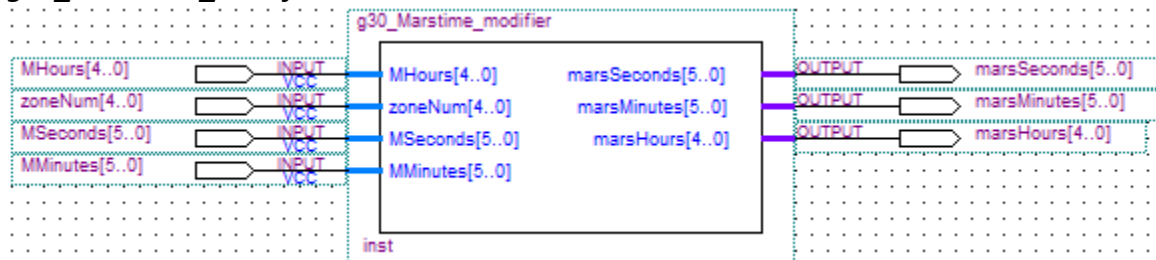 g30_Marstime_modifier
MHours[4..0] INPUT VCC MHours[4..0] marsSeconds[5..0] OUTPUT marsSeconds[5..0]
zoneNum[4..0] INPUT VCC zoneNum[4..0] marsMinutes[5..0] OUTPUT marsMinutes[5..0]
MSeconds[5..0] INPUT VCC MSeconds[5..0] marsHours[4..0] OUTPUT marsHours[4..0]
MMinutes[5..0] INPUT VCC MMinutes[5..0]
inst